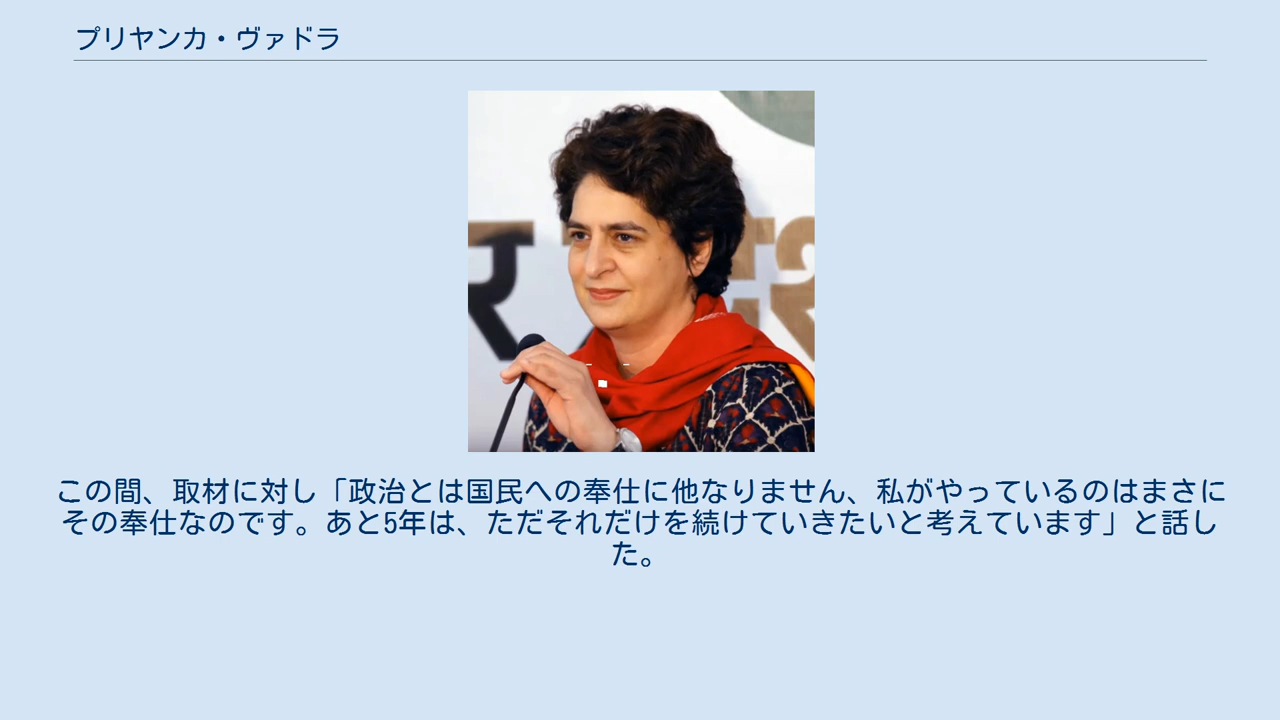 プリヤンカ・ヴァドラ
この間、取材に対し「政治とは国民への奉仕に他なりません、私がやっているのはまさに
その奉仕なのです。あと5年は、ただそれだけを続けていきたいと考えています」と話し
た。